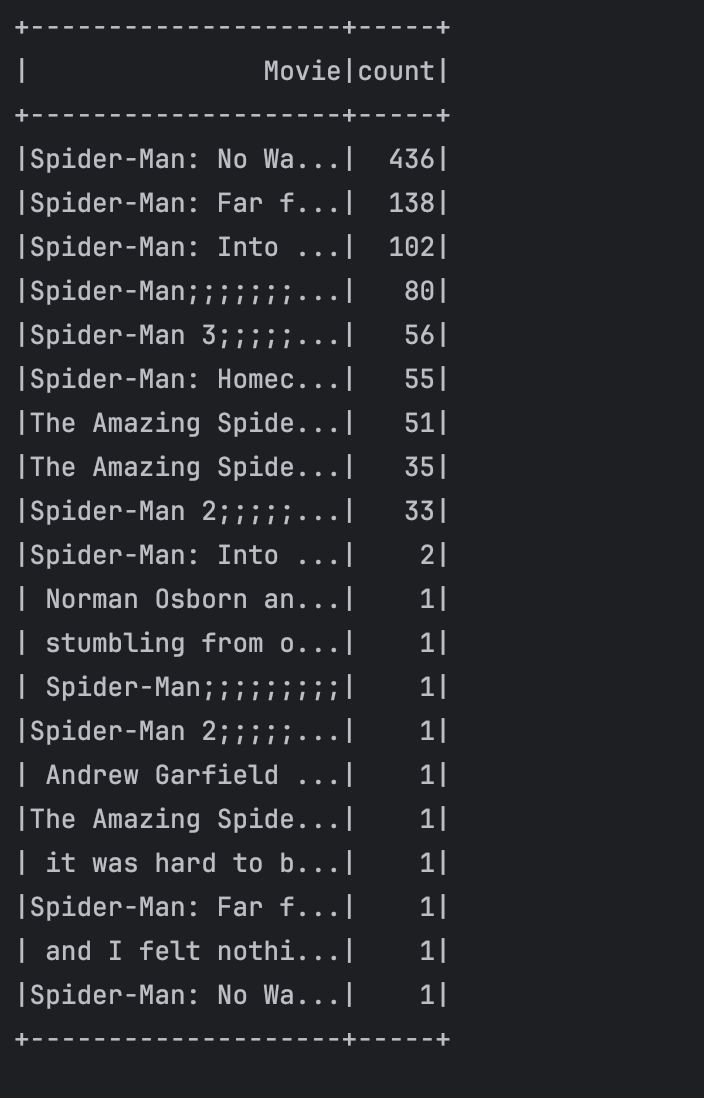 +--------------------+-----+
|               Movie|count|
+--------------------+-----+
|Spider-Man: No Wa...|  436|
|Spider-Man: Far f...|  138|
|Spider-Man: Into ...|  102|
|Spider-Man;;;;;;;...|   80|
|Spider-Man 3;;;;;...|   56|
|Spider-Man: Homec...|   55|
|The Amazing Spide...|   51|
|The Amazing Spide...|   35|
|Spider-Man 2;;;;;...|   33|
|Spider-Man: Into ...|    2|
| Norman Osborn an...|    1|
| stumbling from o...|    1|
| Spider-Man;;;;;;;;;|    1|
|Spider-Man 2;;;;;...|    1|
| Andrew Garfield ...|    1|
|The Amazing Spide...|    1|
| it was hard to b...|    1|
|Spider-Man: Far f...|    1|
| and I felt nothi...|    1|
|Spider-Man: No Wa...|    1|
+--------------------+-----+